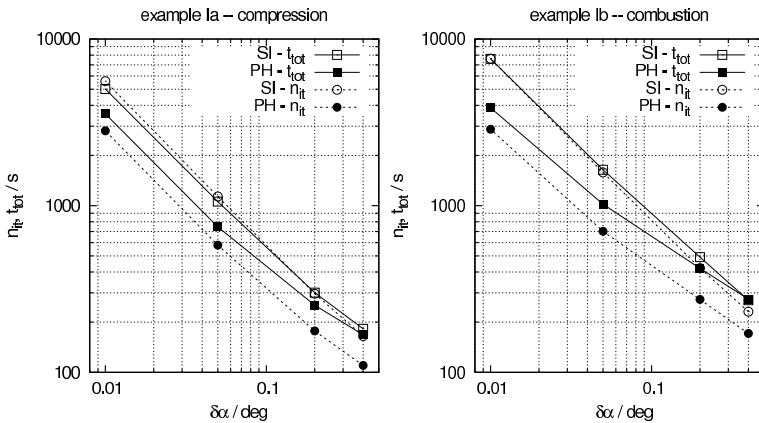 example Ia -- compression
10000
1000
100
n_it, t_tot / s
SI - t_tot
PH - t_tot
SI - n_it
PH - n_it
0.01
0.1
δα / deg
example Ib -- combustion
10000
1000
100
n_it, t_tot / s
SI - t_tot
PH - t_tot
SI - n_it
PH - n_it
0.01
0.1
δα / deg